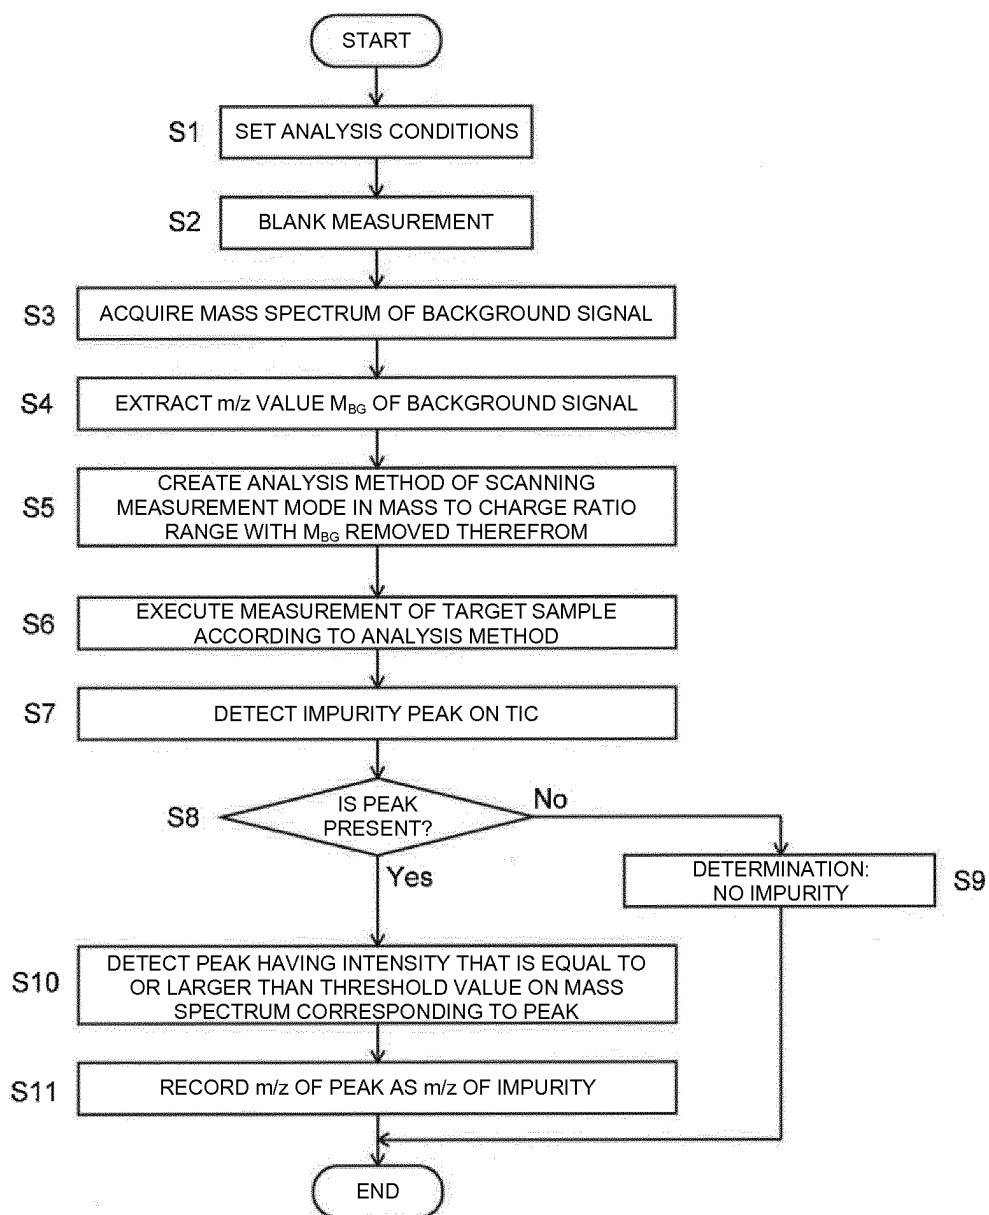 START
S1
SET ANALYSIS CONDITIONS
S2
BLANK MEASUREMENT
S3
ACQUIRE MASS SPECTRUM OF BACKGROUND SIGNAL
S4
EXTRACT m/z VALUE MBG OF BACKGROUND SIGNAL
S5
CREATE ANALYSIS METHOD OF SCANNING
MEASUREMENT MODE IN MASS TO CHARGE RATIO
RANGE WITH MBG REMOVED THEREFROM
S6
EXECUTE MEASUREMENT OF TARGET SAMPLE
ACCORDING TO ANALYSIS METHOD
S7
DETECT IMPURITY PEAK ON TIC
S8
IS PEAK
PRESENT?
No
Yes
DETERMINATION:
NO IMPURITY
S9
S10
DETECT PEAK HAVING INTENSITY THAT IS EQUAL TO
OR LARGER THAN THRESHOLD VALUE ON MASS
SPECTRUM CORRESPONDING TO PEAK
S11
RECORD m/z OF PEAK AS m/z OF IMPURITY
END